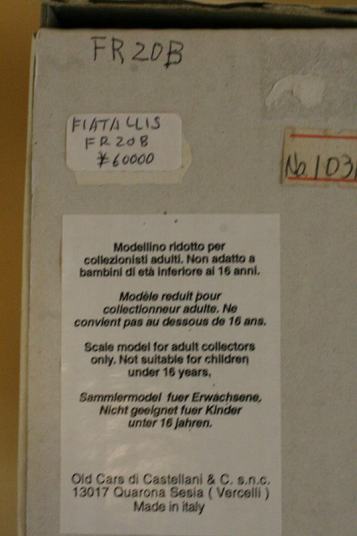 FR20B
FIATALLIS
FR20B
¥60000
No 103
Modellino ridotto per
collezionisti adulti. Non adatto a
bambini di età inferiore ai 16 anni.
Modèle reduit pour
collectionneur adulte. Ne
convient pas au dessous de 16 ans.
Scale model for adult collectors
only. Not suitable for children
under 16 years.
Sammlermodel fuer Erwachsene,
Nicht geeignet fuer Kinder
unter 16 jahren.
Old Cars di Castellani & C. s.n.c.
13017 Quarona Sesia ( Vercelli )
Made in italy